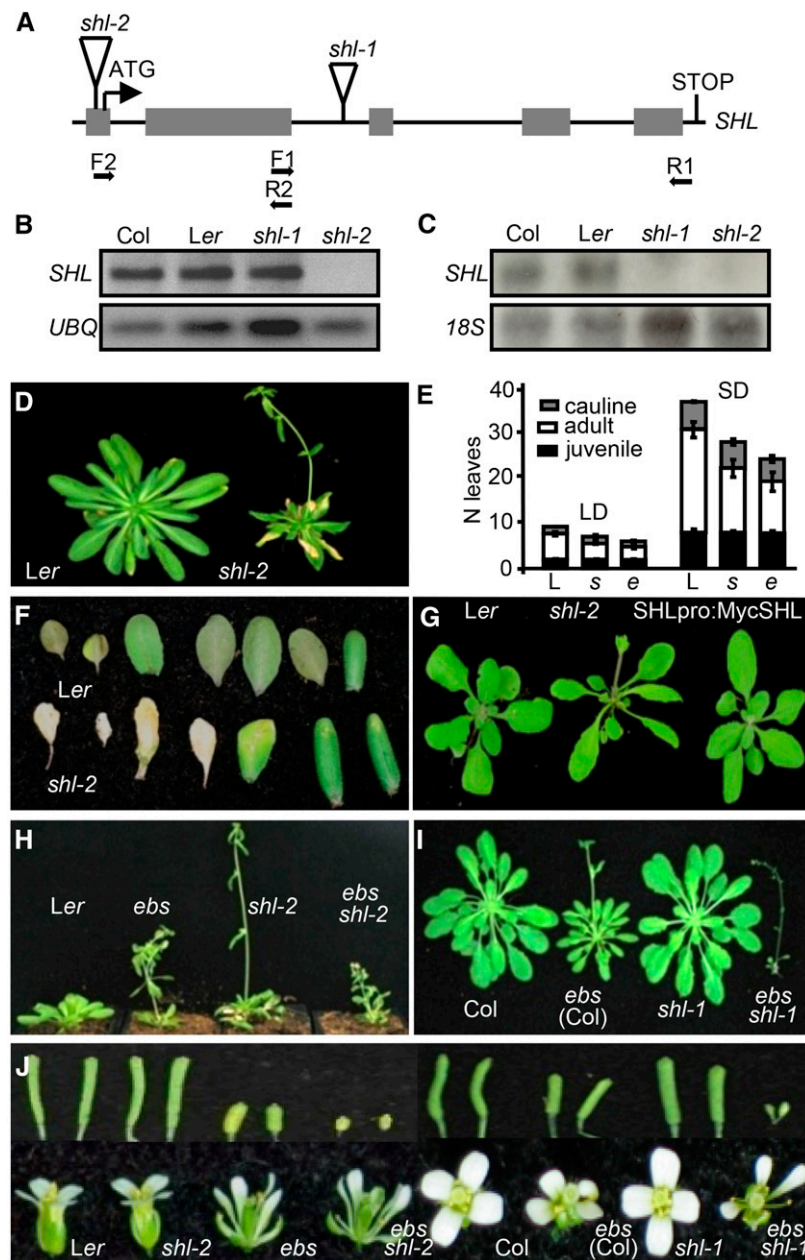 A
shl-2
ATG
shl-1
STOP
SHL
F2
F1
R2
R1
B
Col Ler shl-1 shl-2
SHL
UBQ
C
Col Ler shl-1 shl-2
SHL
18S
D
Ler shl-2
E
N leaves
40
30
20
10
0
cauline
adult
juvenile
LD
SD
L s e L s e
F
Ler
shl-2
G
Ler shl-2 SHLpro:MycSHL
H
Ler ebs shl-2 ebs shl-2
I
Col ebs (Col) shl-1 ebs shl-1
J
Ler shl-2 ebs ebs shl-2 Col ebs (Col) shl-1 ebs shl-1